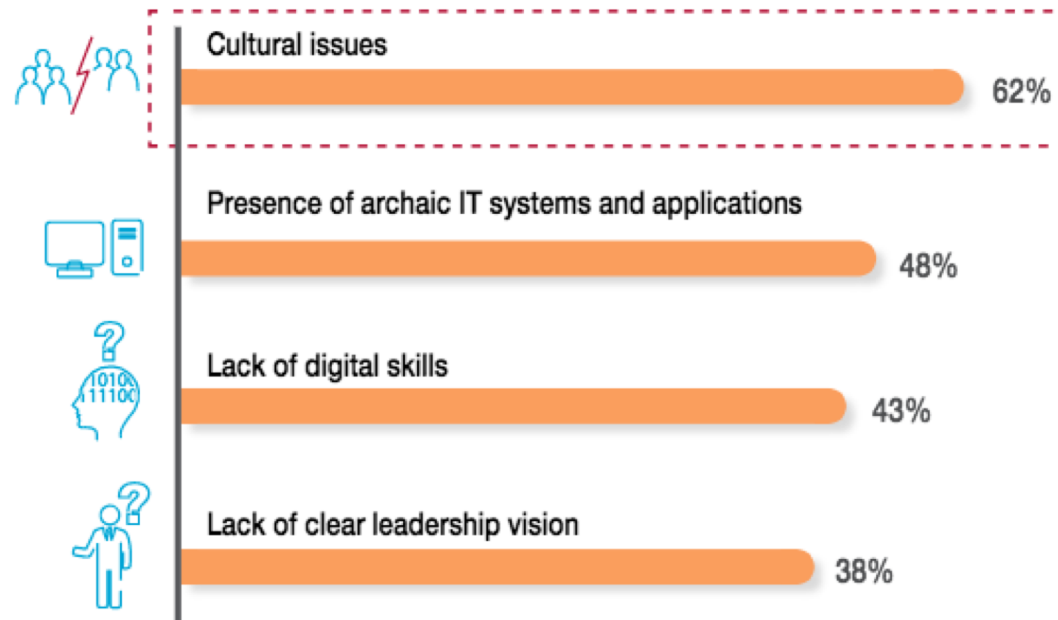 Cultural issues
62%
Presence of archaic IT systems and applications
48%
1010
11100
Lack of digital skills
43%
Lack of clear leadership vision
38%